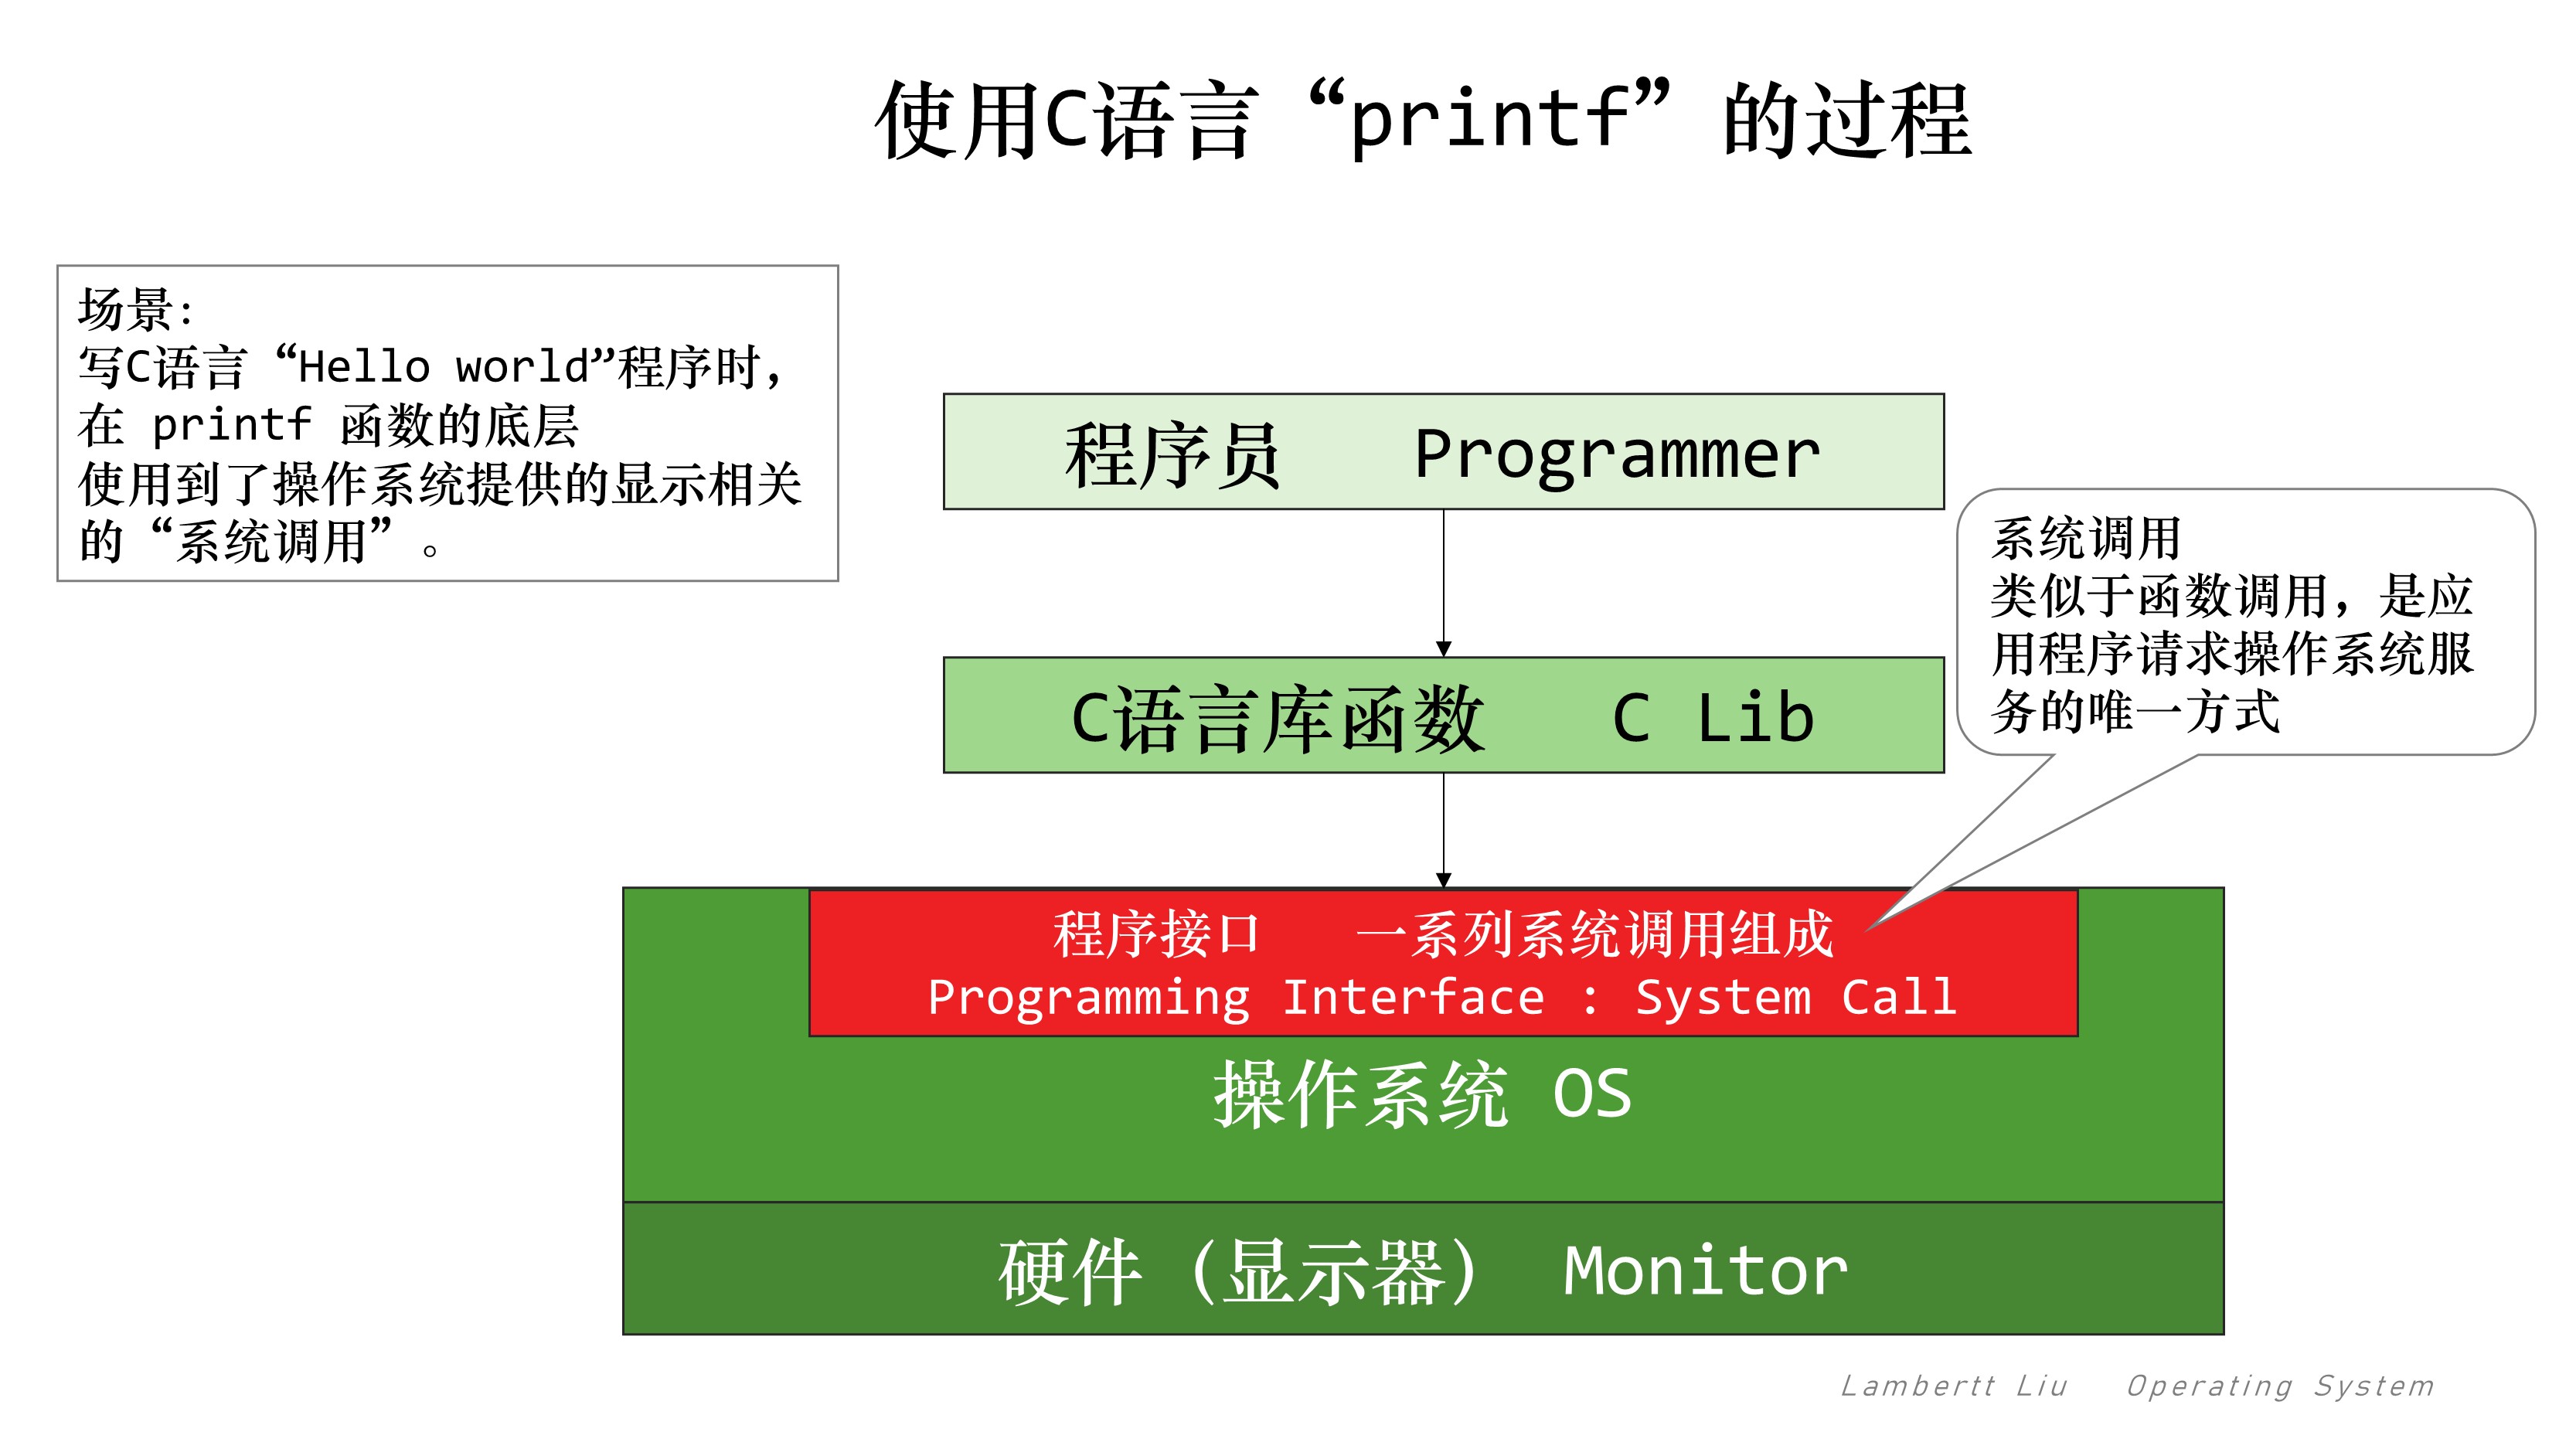 使用C语言“printf”的过程
场景：
写C语言“Hello world”程序时，
在 printf 函数的底层
使用到了操作系统提供的显示相关
的“系统调用”。
程序员 Programmer
C语言库函数 C Lib
系统调用
类似于函数调用，是应
用程序请求操作系统服
务的唯一方式
程序接口 一系列系统调用组成
Programming Interface : System Call
操作系统 OS
硬件（显示器） Monitor
Lambertt Liu Operating System